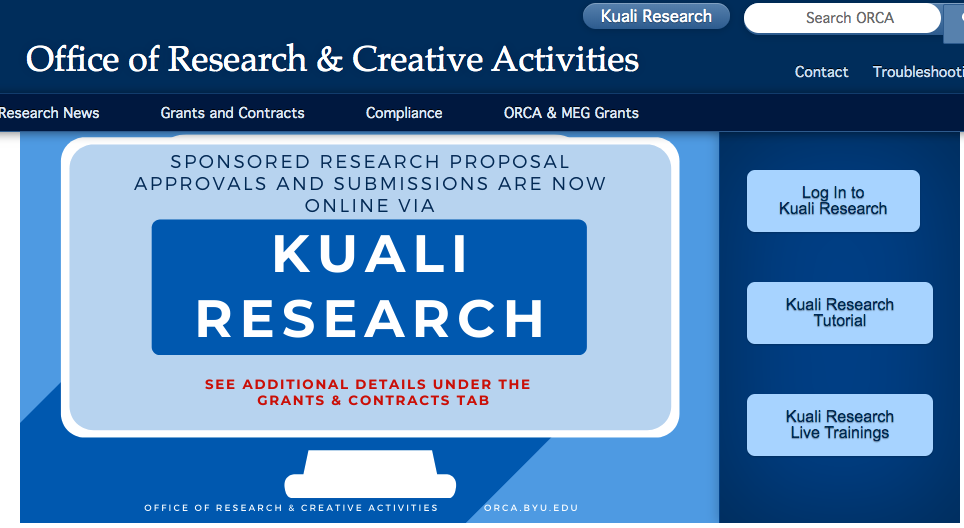 Kuali Research
Search ORCA
Office of Research & Creative Activities
Contact
Research News
Grants and Contracts
Compliance
ORCA & MEG Grants
SPONSORED RESEARCH PROPOSAL
APPROVALS AND SUBMISSIONS ARE NOW
ONLINE VIA
KUALI
RESEARCH
SEE ADDITIONAL DETAILS UNDER THE
GRANTS & CONTRACTS TAB
OFFICE OF RESEARCH & CREATIVE ACTIVITIES
ORCA.BYU.EDU
Log In to
Kuali Research
Kuali Research
Tutorial
Kuali Research
Live Trainings